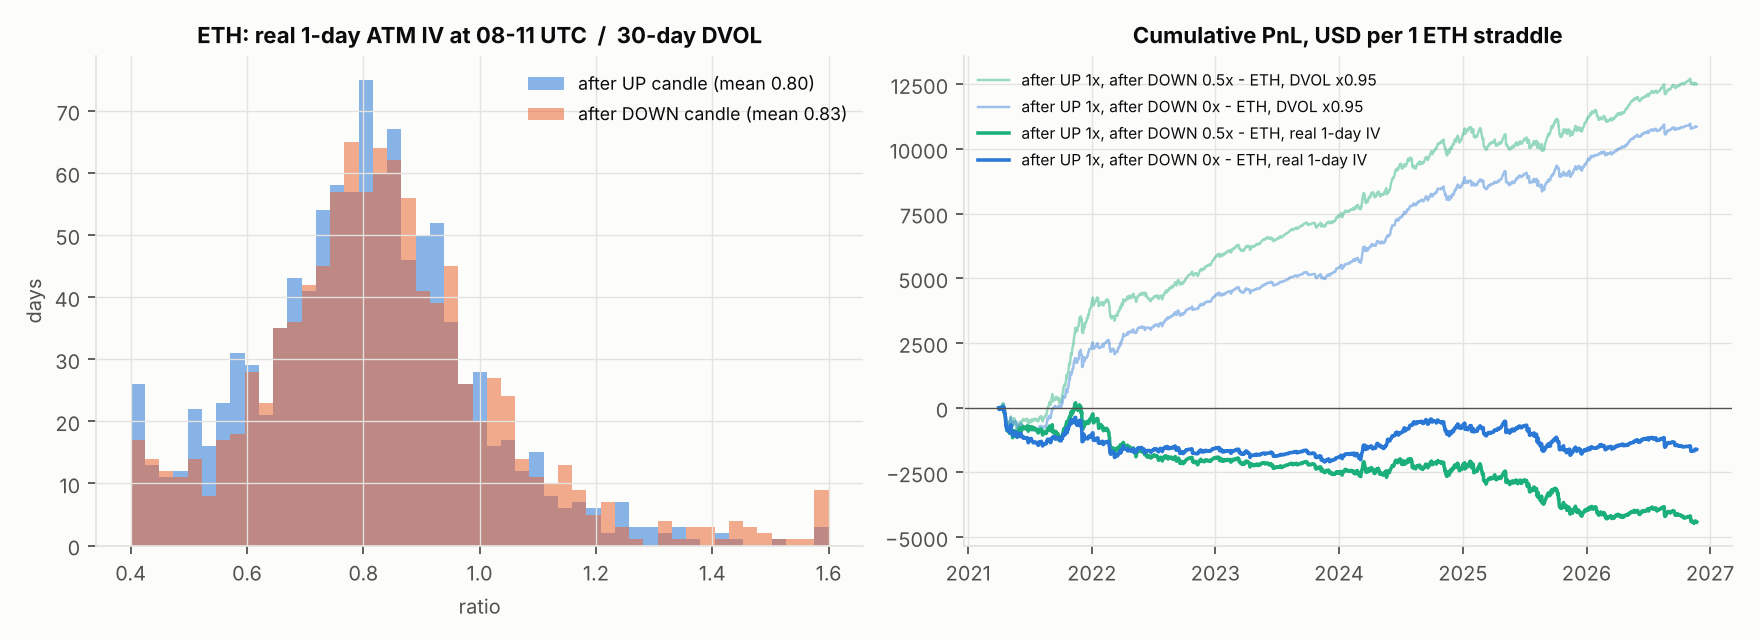 ETH: real 1-day ATM IV at 08-11 UTC / 30-day DVOL
after UP candle (mean 0.80)
after DOWN candle (mean 0.83)
days
70
60
50
40
30
20
10
0
0.4 0.6 0.8 1.0 1.2 1.4 1.6
ratio
Cumulative PnL, USD per 1 ETH straddle
after UP 1x, after DOWN 0.5x - ETH, DVOL x0.95
after UP 1x, after DOWN 0x - ETH, DVOL x0.95
after UP 1x, after DOWN 0.5x - ETH, real 1-day IV
after UP 1x, after DOWN 0x - ETH, real 1-day IV
12500
10000
7500
5000
2500
0
−2500
−5000
2021 2022 2023 2024 2025 2026 2027